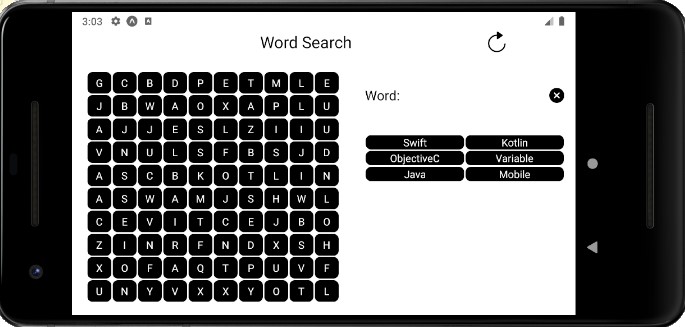 3:03
Word Search
G C B D P E T M L E
J B W A O X A P L U
A J J E S L Z I I U
V N U L S F B S J D
A S C B K O T L I N
A S W A M J S H W L
C E V I T C E J B O
Z I N R F N D X S H
X O F A Q T P U V F
U N Y V X X Y O T L
Word:
Swift Kotlin
ObjectiveC Variable
Java Mobile